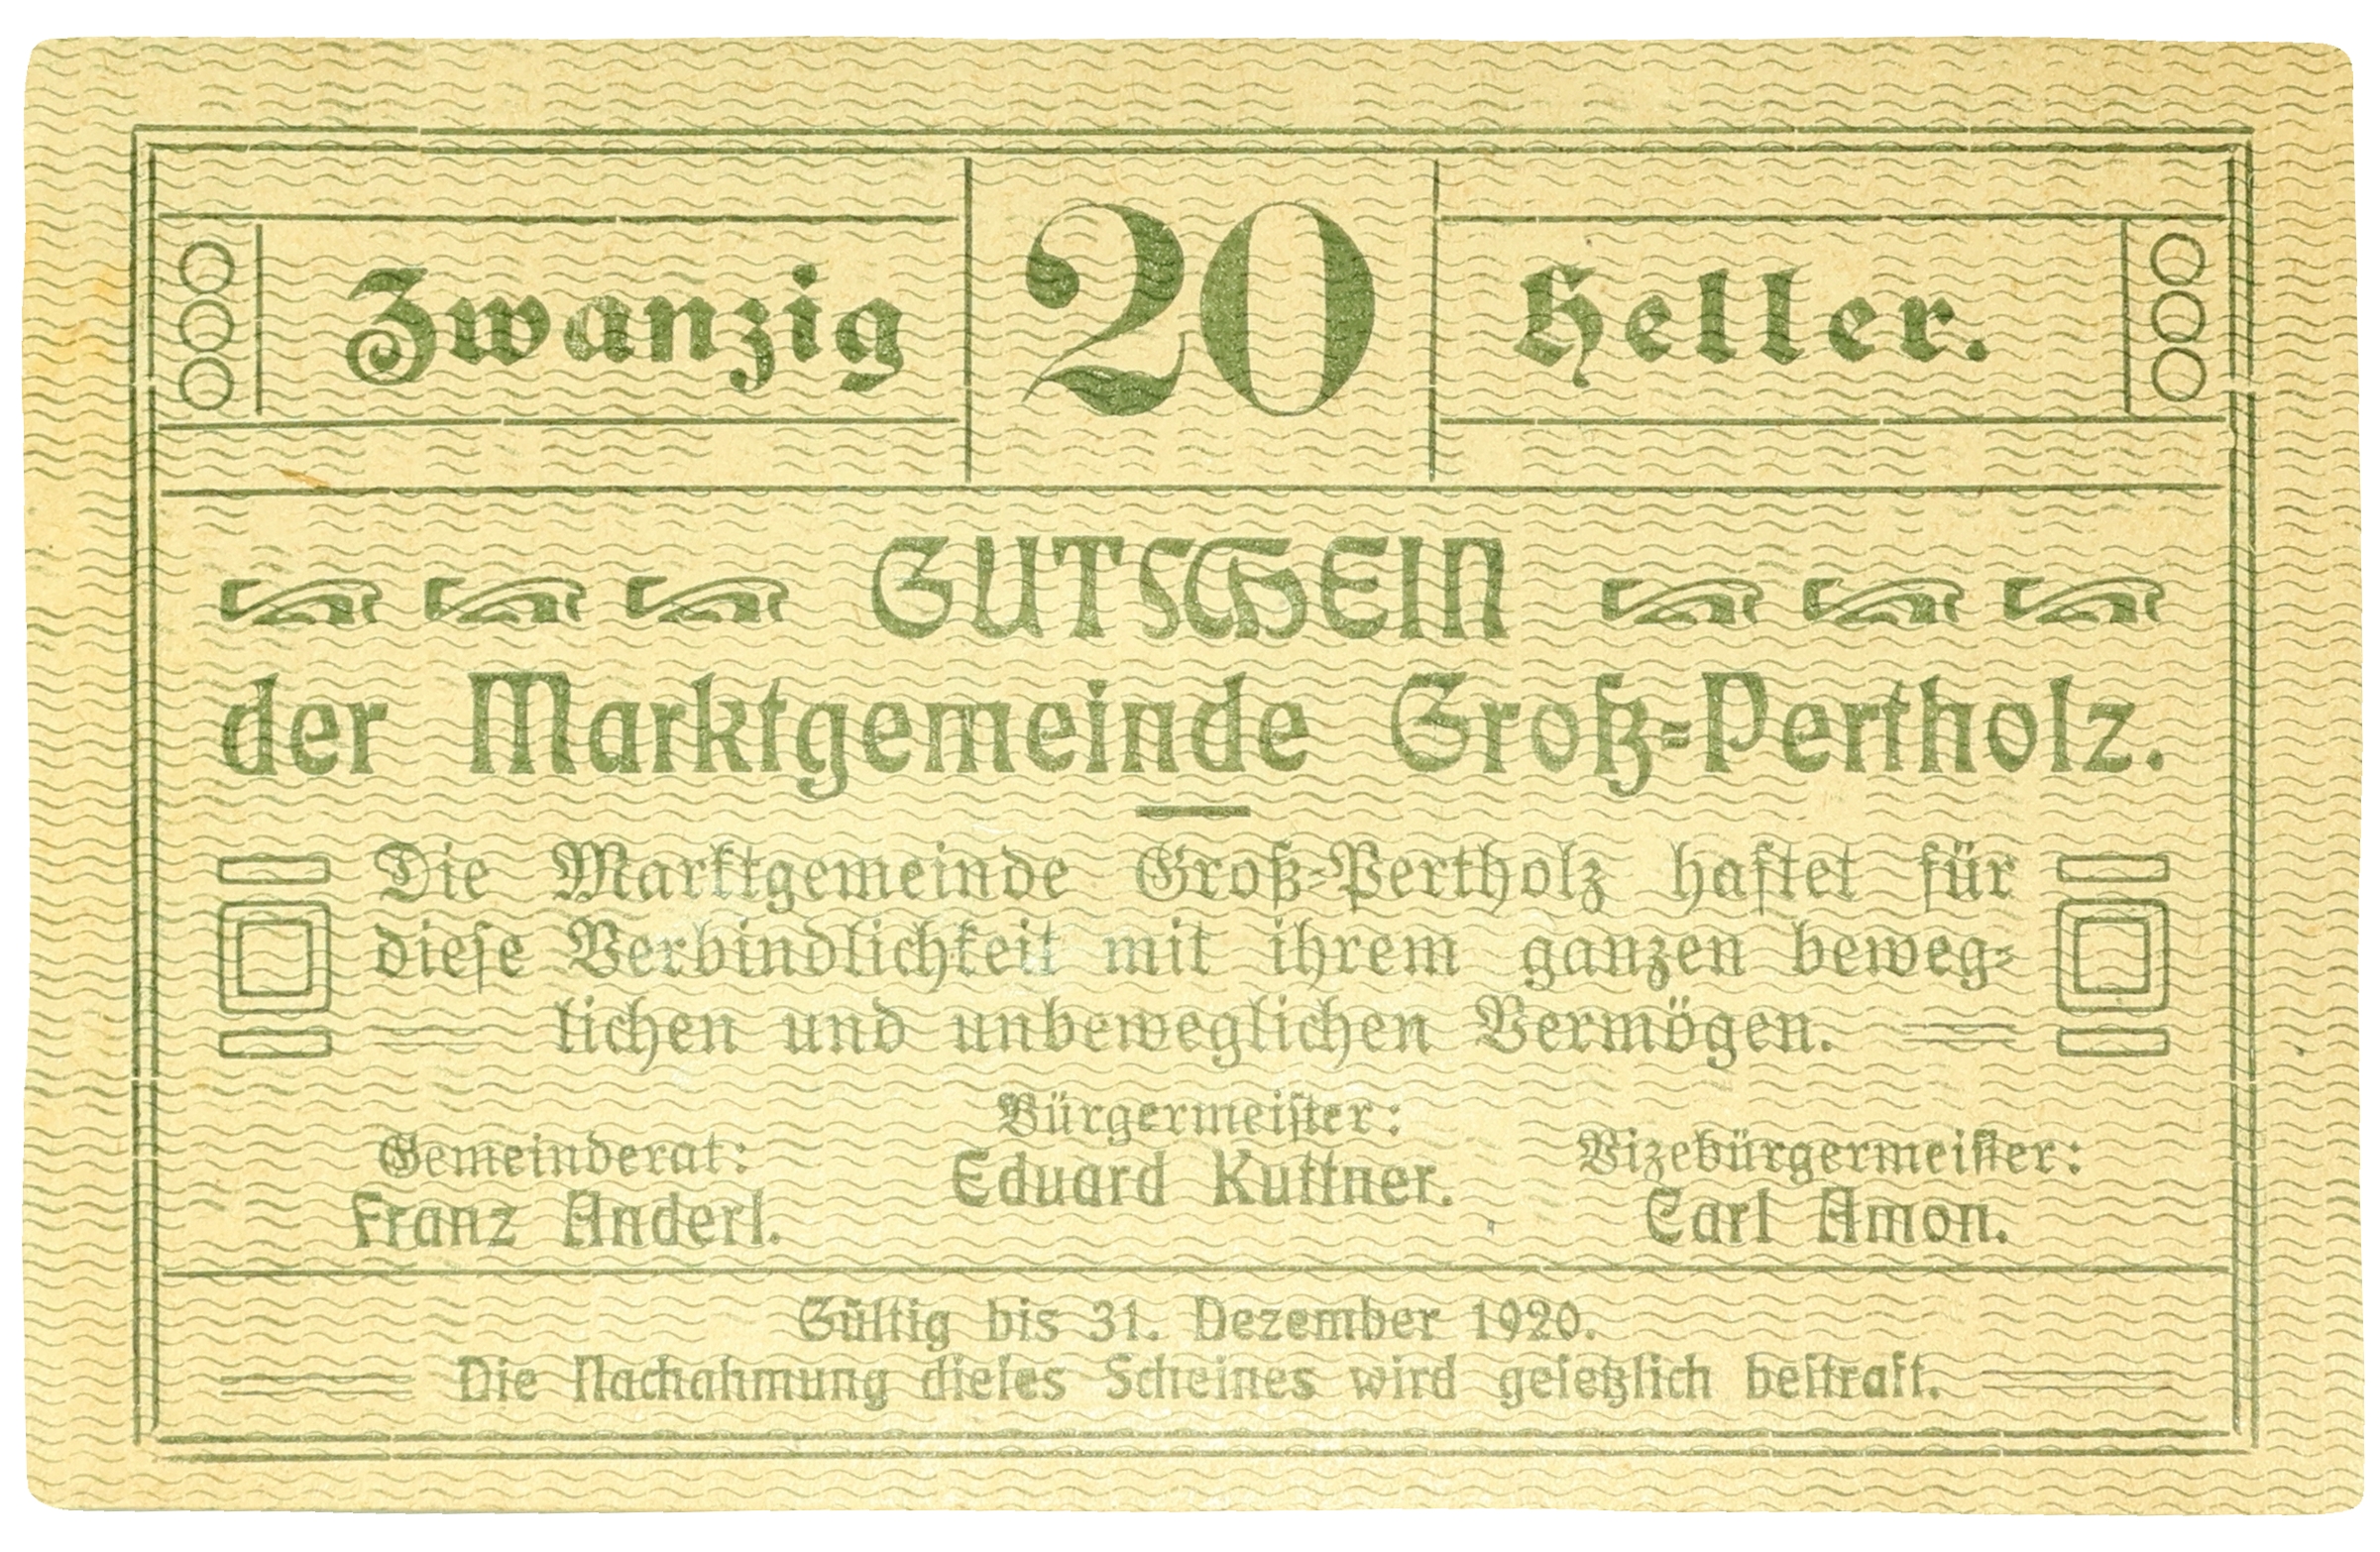 Zwanzig 20 Heller.
GUTSCHEIN
der Marktgemeinde Groß-Pertholz.
Die Marktgemeinde Groß-Pertholz haftet für
diese Verbindlichkeit mit ihrem ganzen beweg-
lichen und unbeweglichen Vermögen.
Gemeinderat:
Franz Anderl.
Bürgermeister:
Eduard Kuttner.
Vizebürgermeister:
Carl Amon.
Gültig bis 31. Dezember 1920.
Die Nachahmung dieses Scheines wird gesetzlich bestraft.